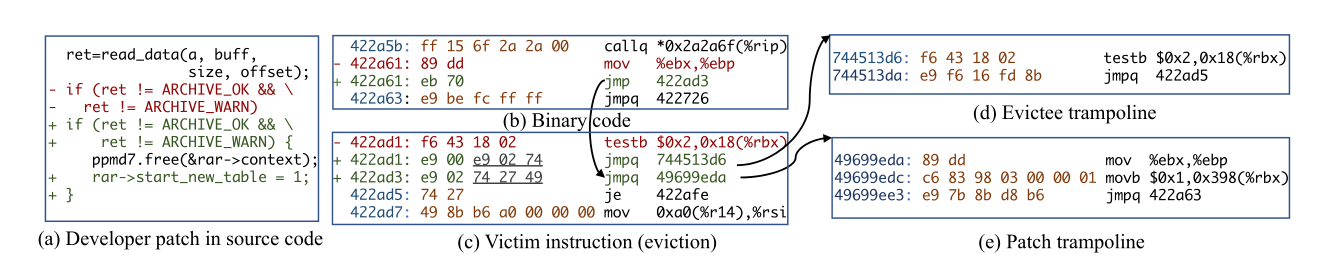 ret=read_data(a, buff,
size, offset);
- if (ret != ARCHIVE_OK && \
- ret != ARCHIVE_WARN)
+ if (ret != ARCHIVE_OK && \
+ ret != ARCHIVE_WARN) {
ppmd7.free(&rar->context);
+ rar->start_new_table = 1;
+ }
(a) Developer patch in source code
422a5b: ff 15 6f 2a 2a 00 callq *0x2a2a6f(%rip)
- 422a61: 89 dd mov %ebx,%ebp
+ 422a61: eb 70 jmp 422ad3
422a63: e9 be fc ff ff jmpq 422726
(b) Binary code
- 422ad1: f6 43 18 02 testb $0x2,0x18(%rbx)
+ 422ad1: e9 00 e9 02 74 jmpq 744513d6
+ 422ad3: e9 02 74 27 49 jmpq 49699eda
422ad5: 74 27 je 422afe
422ad7: 49 8b b6 a0 00 00 00 mov 0xa0(%r14),%rsi
(c) Victim instruction (eviction)
744513d6: f6 43 18 02 testb $0x2,0x18(%rbx)
744513da: e9 f6 16 fd 8b jmpq 422ad5
(d) Evictee trampoline
49699eda: 89 dd mov %ebx,%ebp
49699edc: c6 83 98 03 00 00 01 movb $0x1,0x398(%rbx)
49699ee3: e9 7b 8b d8 b6 jmpq 422a63
(e) Patch trampoline